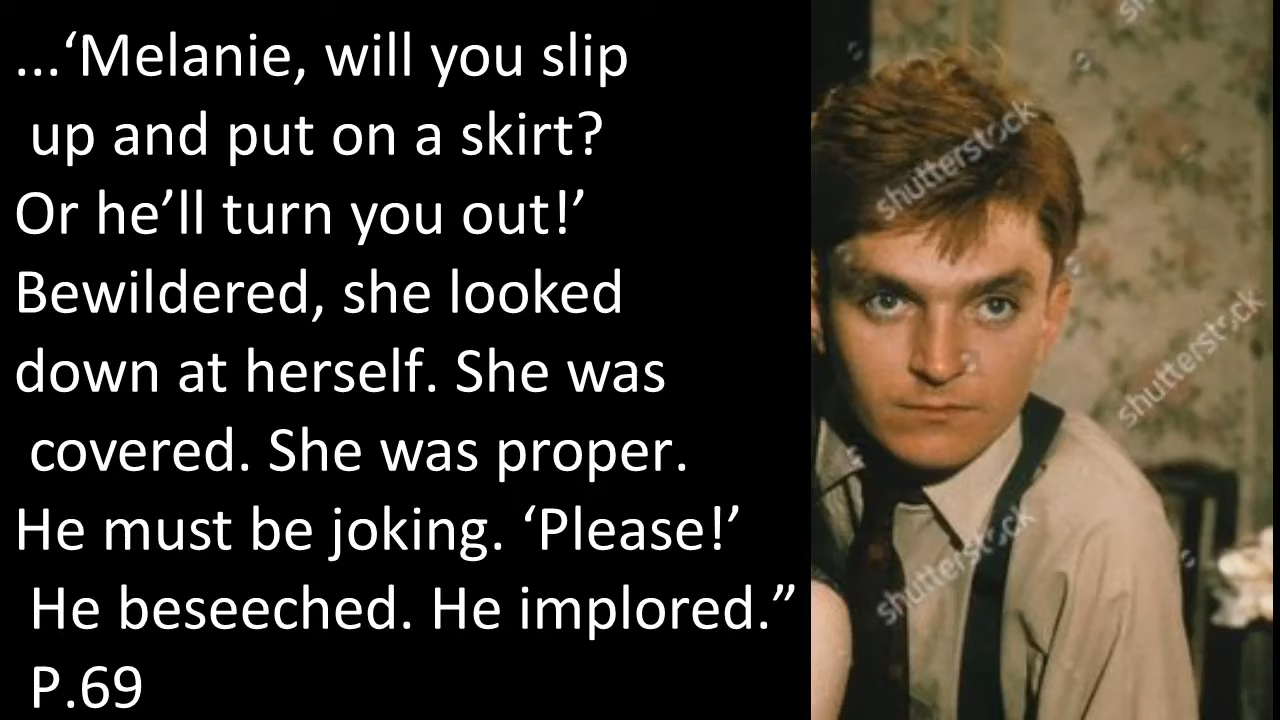 ...‘Melanie, will you slip
up and put on a skirt?
Or he’ll turn you out!’
Bewildered, she looked
down at herself. She was
covered. She was proper.
He must be joking. ‘Please!’
He beseeched. He implored.”
P.69
shutterstock
shutterstock
shutterstock